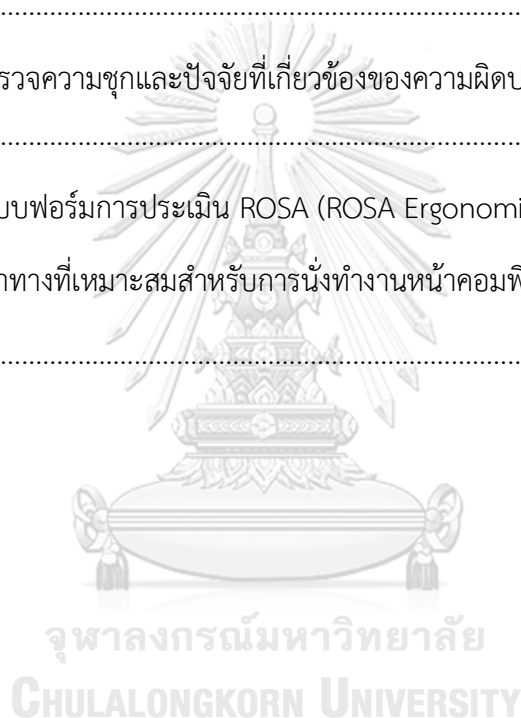 ................................................................
รวจความชุกและปัจจัยที่เกี่ยวข้องของความผิดป
................................................................
บบฟอร์มการประเมิน ROSA (ROSA Ergonomi
าทางที่เหมาะสมสำหรับการนั่งทำงานหน้าคอมพิ
................................................................
จุฬาลงกรณ์มหาวิทยาลัย
CHULALONGKORN UNIVERSITY